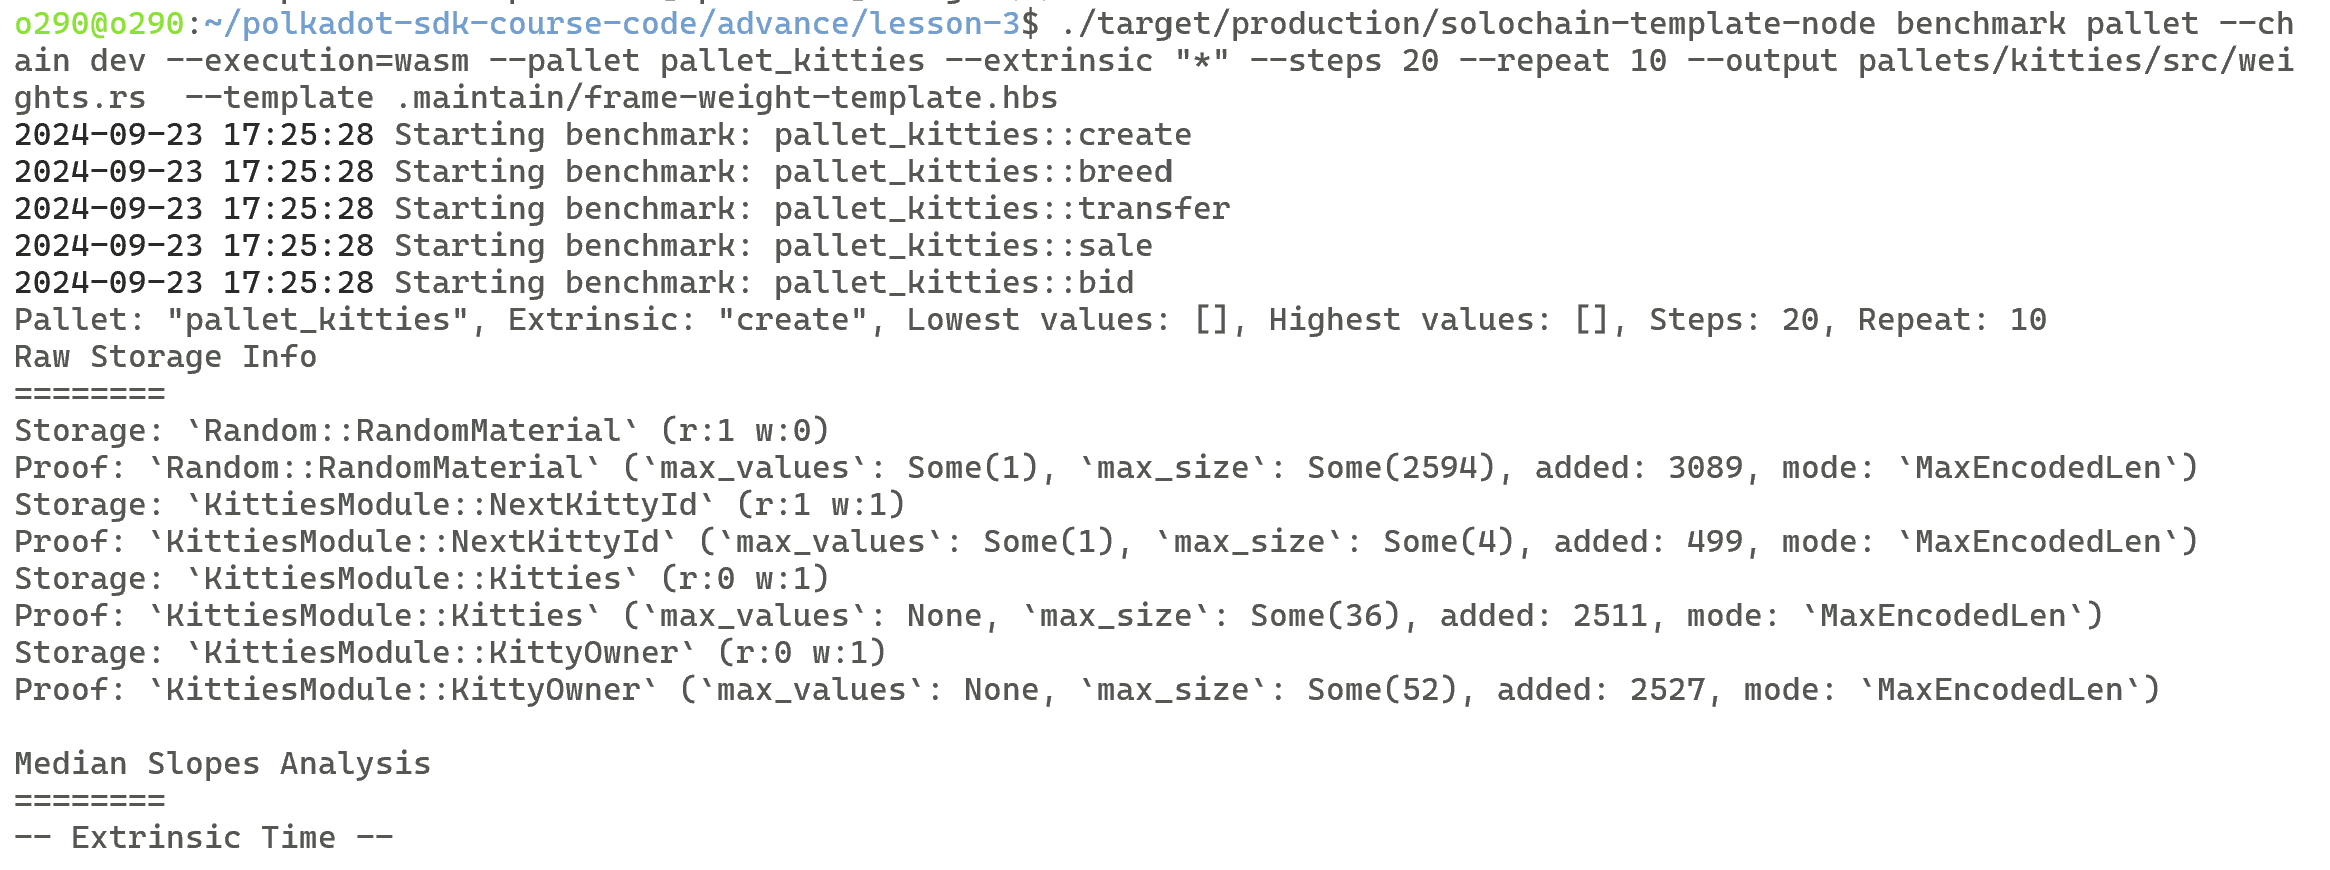 o290@o290:~/polkadot-sdk-course-code/advance/lesson-3$ ./target/production/solochain-template-node benchmark pallet --ch
ain dev --execution=wasm --pallet pallet_kitties --extrinsic "*" --steps 20 --repeat 10 --output pallets/kitties/src/wei
ghts.rs  --template .maintain/frame-weight-template.hbs
2024-09-23 17:25:28 Starting benchmark: pallet_kitties::create
2024-09-23 17:25:28 Starting benchmark: pallet_kitties::breed
2024-09-23 17:25:28 Starting benchmark: pallet_kitties::transfer
2024-09-23 17:25:28 Starting benchmark: pallet_kitties::sale
2024-09-23 17:25:28 Starting benchmark: pallet_kitties::bid
Pallet: "pallet_kitties", Extrinsic: "create", Lowest values: [], Highest values: [], Steps: 20, Repeat: 10
Raw Storage Info
========
Storage: `Random::RandomMaterial` (r:1 w:0)
Proof: `Random::RandomMaterial` (`max_values`: Some(1), `max_size`: Some(2594), added: 3089, mode: `MaxEncodedLen`)
Storage: `KittiesModule::NextKittyId` (r:1 w:1)
Proof: `KittiesModule::NextKittyId` (`max_values`: Some(1), `max_size`: Some(4), added: 499, mode: `MaxEncodedLen`)
Storage: `KittiesModule::Kitties` (r:0 w:1)
Proof: `KittiesModule::Kitties` (`max_values`: None, `max_size`: Some(36), added: 2511, mode: `MaxEncodedLen`)
Storage: `KittiesModule::KittyOwner` (r:0 w:1)
Proof: `KittiesModule::KittyOwner` (`max_values`: None, `max_size`: Some(52), added: 2527, mode: `MaxEncodedLen`)

Median Slopes Analysis
========
-- Extrinsic Time --